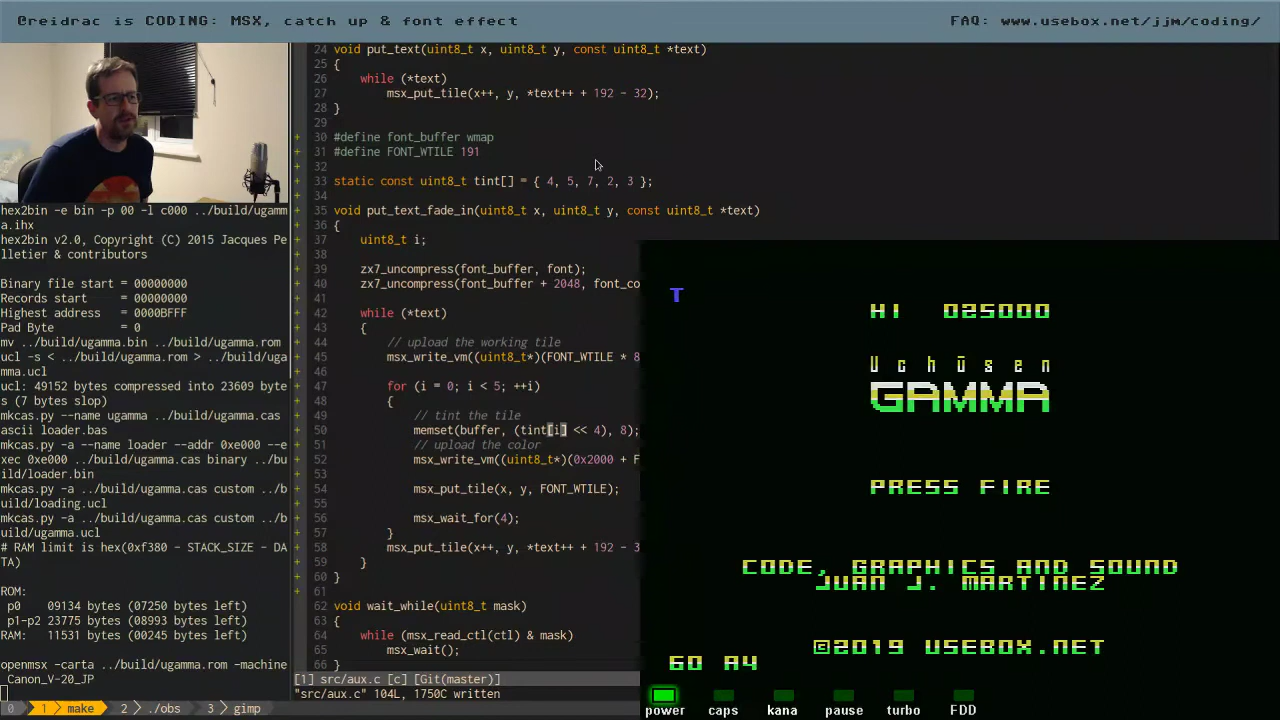 @reidrac is CODING: MSX, catch up & font effect
FAQ: www.usebox.net/jjm/coding/
hex2bin -e bin -p 00 -l c000 ../build/ugamm
a.ihx
hex2bin v2.0, Copyright (C) 2015 Jacques Pe
lletier & contributors
Binary file start = 00000000
Records start     = 00000000
Highest address   = 0000BFFF
Pad Byte          = 0
mv ../build/ugamma.bin ../build/ugamma.rom
ucl -s < ../build/ugamma.rom > ../build/ugam
ma.ucl
ucl: 49152 bytes compressed into 23609 byte
s (7 bytes slop)
mkcas.py --name ugamma ../build/ugamma.cas
ascii loader.bas
mkcas.py -a --name loader --addr 0xe000 --e
xec 0xe000 ../build/ugamma.cas binary ../bu
ild/loader.bin
mkcas.py -a ../build/ugamma.cas custom ../b
uild/loading.ucl
mkcas.py -a ../build/ugamma.cas custom ../b
uild/ugamma.ucl
# RAM limit is hex(0xf380 - STACK_SIZE - DA
TA)
ROM:
p0    09134 bytes (07250 bytes left)
p1-p2 23775 bytes (08993 bytes left)
RAM:   11531 bytes (00245 bytes left)
openmsx -carta ../build/ugamma.rom -machine
Canon_V-20_JP
24 void put_text(uint8_t x, uint8_t y, const uint8_t *text)
25 {
26 while (*text)
27 msx_put_tile(x++, y, *text++ + 192 - 32);
28 }
29
+ 30 #define font_buffer wmap
+ 31 #define FONT_WTILE 191
+ 32
+ 33 static const uint8_t tint[] = { 4, 5, 7, 2, 3 };
+ 34
+ 35 void put_text_fade_in(uint8_t x, uint8_t y, const uint8_t *text)
+ 36 {
+ 37 uint8_t i;
+ 38
+ 39 zx7_uncompress(font_buffer, font);
+ 40 zx7_uncompress(font_buffer + 2048, font_co
+ 41
+ 42 while (*text)
+ 43 {
+ 44 // upload the working tile
+ 45 msx_write_vm((uint8_t*)(FONT_WTILE * 8
+ 46
+ 47 for (i = 0; i < 5; ++i)
+ 48 {
+ 49 // tint the tile
+ 50 memset(buffer, (tint[i] << 4), 8);
+ 51 // upload the color
+ 52 msx_write_vm((uint8_t*)(0x2000 + F
+ 53
+ 54 msx_put_tile(x, y, FONT_WTILE);
+ 55
+ 56 msx_wait_for(4);
+ 57 }
+ 58 msx_put_tile(x++, y, *text++ + 192 - 3
+ 59 }
+ 60 }
+ 61
62 void wait_while(uint8_t mask)
63 {
64 while (msx_read_ctl(ctl) & mask)
65 msx_wait();
66 }
[1] src/aux.c [c] [Git(master)]
"src/aux.c" 104L, 1750C written
T
HI 025000
Uchūsen
GAMMA
PRESS FIRE
CODE, GRAPHICS AND SOUND
JUAN J. MARTINEZ
©2019 USEBOX.NET
60 A4
power caps kana pause turbo FDD
0 1 make 2 ./obs 3 gimp